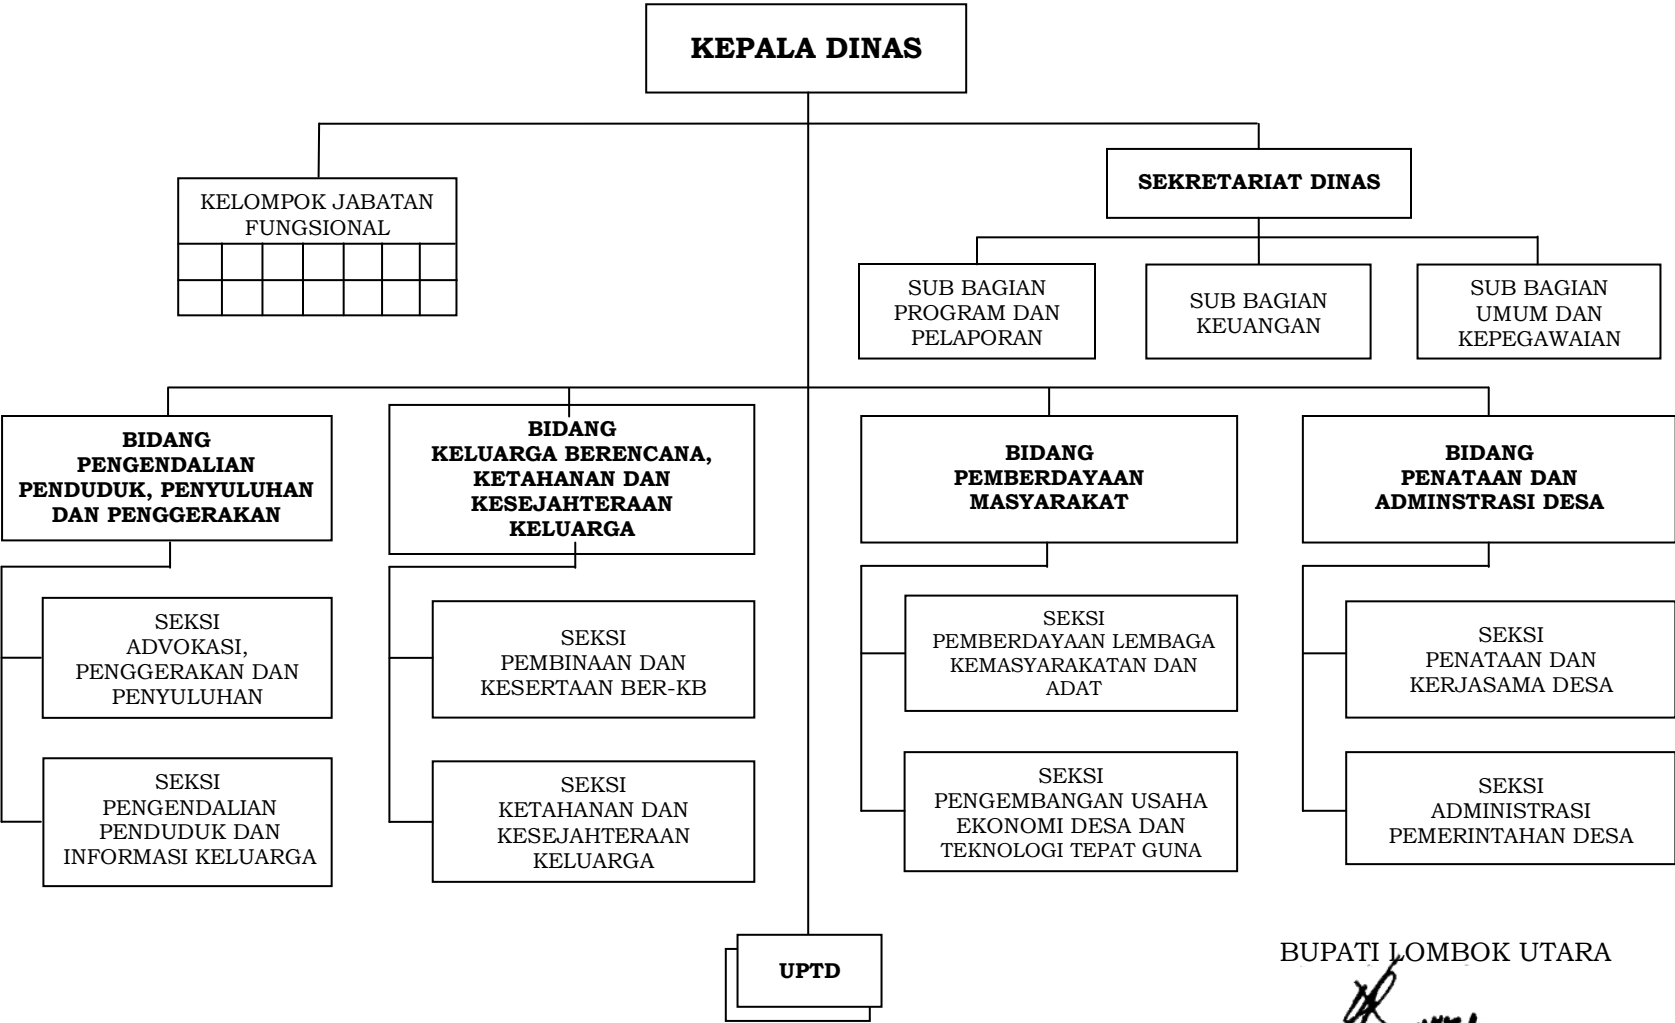 KEPALA DINAS
KELOMPOK JABATAN
FUNGSIONAL
SEKRETARIAT DINAS
SUB BAGIAN
PROGRAM DAN
PELAPORAN
SUB BAGIAN
KEUANGAN
SUB BAGIAN
UMUM DAN
KEPEGAWAIAN
BIDANG
PENGENDALIAN
PENDUDUK, PENYULUHAN
DAN PENGGERAKAN
BIDANG
KELUARGA BERENCANA,
KETAHANAN DAN
KESEJAHTERAAN
KELUARGA
BIDANG
PEMBERDAYAAN
MASYARAKAT
BIDANG
PENATAAN DAN
ADMINSTRASI DESA
SEKSI
ADVOKASI,
PENGGERAKAN DAN
PENYULUHAN
SEKSI
PEMBINAAN DAN
KESERTAAN BER-KB
SEKSI
PEMBERDAYAAN LEMBAGA
KEMASYARAKATAN DAN
ADAT
SEKSI
PENATAAN DAN
KERJASAMA DESA
SEKSI
PENGENDALIAN
PENDUDUK DAN
INFORMASI KELUARGA
SEKSI
KETAHANAN DAN
KESEJAHTERAAN
KELUARGA
SEKSI
PENGEMBANGAN USAHA
EKONOMI DESA DAN
TEKNOLOGI TEPAT GUNA
SEKSI
ADMINISTRASI
PEMERINTAHAN DESA
UPTD
BUPATI LOMBOK UTARA